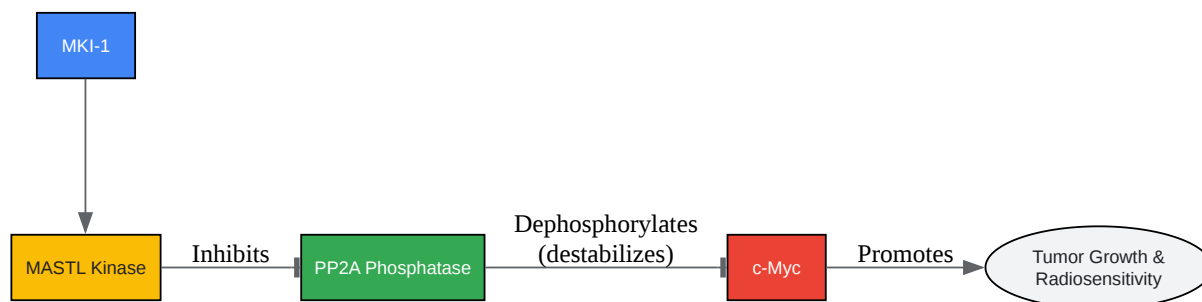 MKI-1
MASTL Kinase
Inhibits
PP2A Phosphatase
Dephosphorylates
(destabilizes)
c-Myc
Promotes
Tumor Growth &
Radiosensitivity